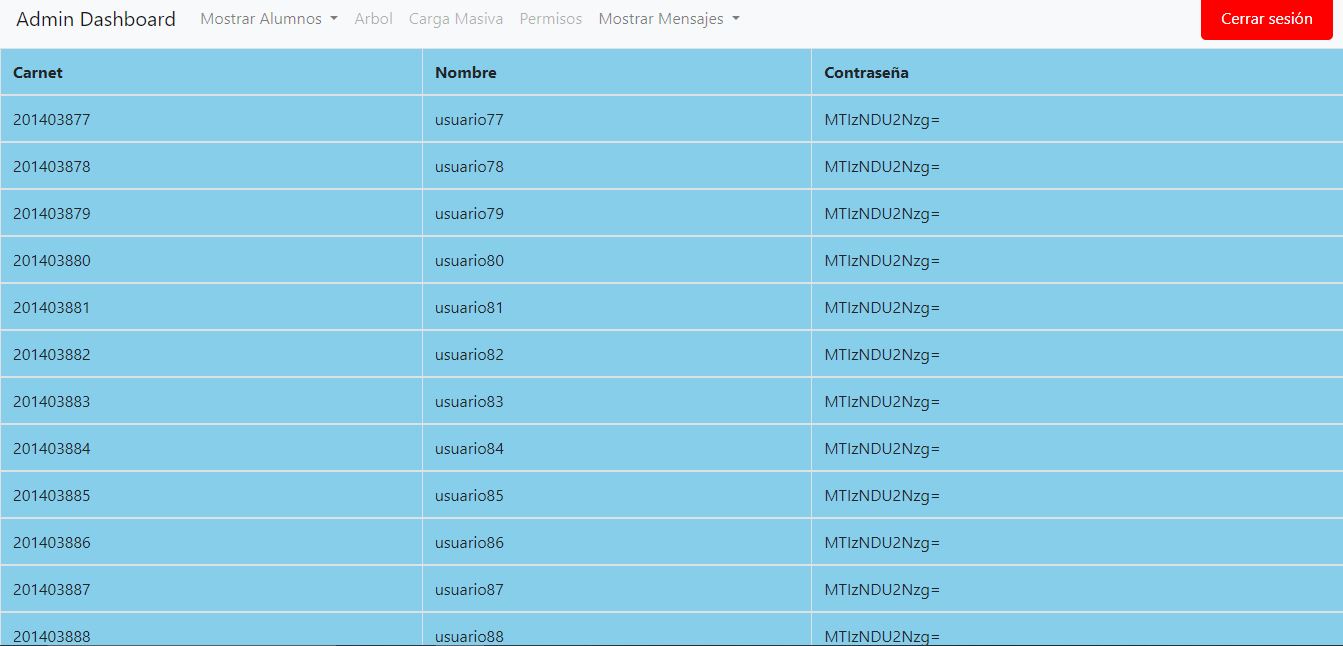 Admin Dashboard Mostrar Alumnos Arbol Carga Masiva Permisos Mostrar Mensajes Cerrar sesión
Carnet Nombre Contraseña
201403877 usuario77 MTIzNDU2Nzg=
201403878 usuario78 MTIzNDU2Nzg=
201403879 usuario79 MTIzNDU2Nzg=
201403880 usuario80 MTIzNDU2Nzg=
201403881 usuario81 MTIzNDU2Nzg=
201403882 usuario82 MTIzNDU2Nzg=
201403883 usuario83 MTIzNDU2Nzg=
201403884 usuario84 MTIzNDU2Nzg=
201403885 usuario85 MTIzNDU2Nzg=
201403886 usuario86 MTIzNDU2Nzg=
201403887 usuario87 MTIzNDU2Nzg=
201403888 usuario88 MTIzNDU2Nzg=